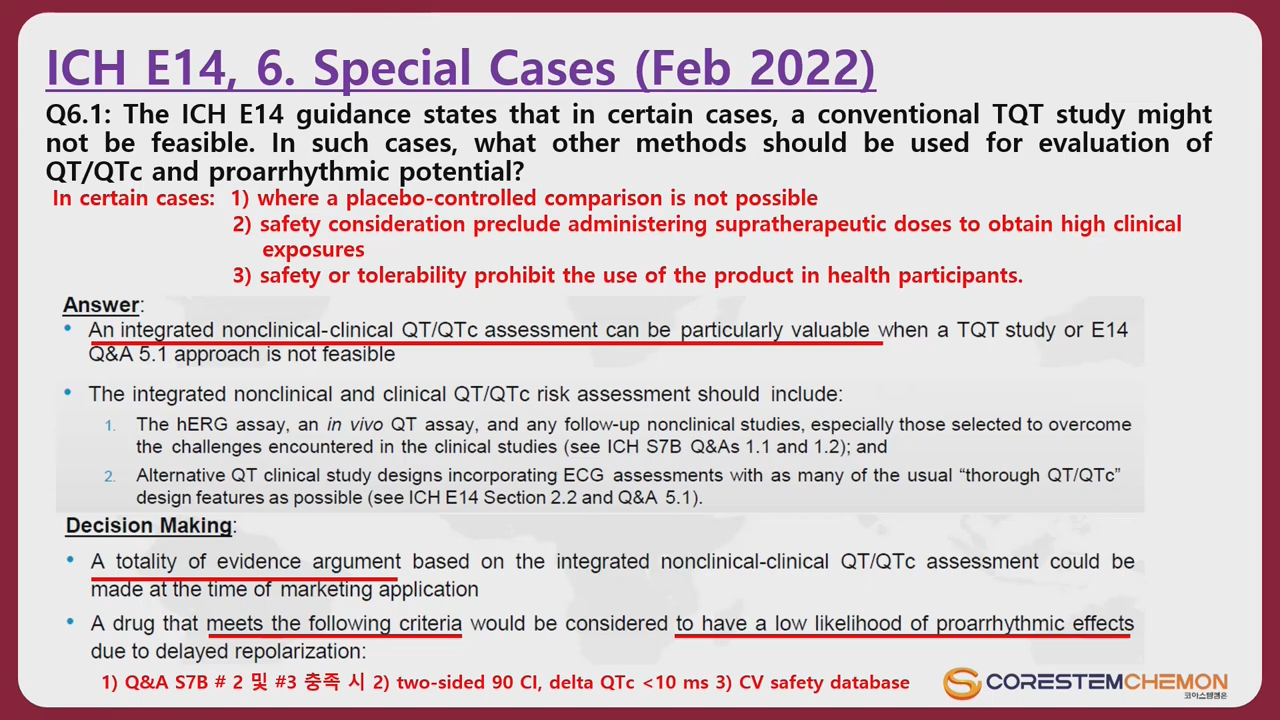 ICH E14, 6. Special Cases (Feb 2022)
Q6.1: The ICH E14 guidance states that in certain cases, a conventional TQT study might
not be feasible. In such cases, what other methods should be used for evaluation of
QT/QTc and proarrhythmic potential?
In certain cases: 1) where a placebo-controlled comparison is not possible
2) safety consideration preclude administering supratherapeutic doses to obtain high clinical
exposures
3) safety or tolerability prohibit the use of the product in health participants.
Answer:
• An integrated nonclinical-clinical QT/QTc assessment can be particularly valuable when a TQT study or E14
Q&A 5.1 approach is not feasible
• The integrated nonclinical and clinical QT/QTc risk assessment should include:
1. The hERG assay, an in vivo QT assay, and any follow-up nonclinical studies, especially those selected to overcome
the challenges encountered in the clinical studies (see ICH S7B Q&As 1.1 and 1.2); and
2. Alternative QT clinical study designs incorporating ECG assessments with as many of the usual “thorough QT/QTc”
design features as possible (see ICH E14 Section 2.2 and Q&A 5.1).
Decision Making:
• A totality of evidence argument based on the integrated nonclinical-clinical QT/QTc assessment could be
made at the time of marketing application
• A drug that meets the following criteria would be considered to have a low likelihood of proarrhythmic effects
due to delayed repolarization:
1) Q&A S7B # 2 및 #3 충족 시 2) two-sided 90 CI, delta QTc <10 ms 3) CV safety database
CORESTEMCHEMON
코아스템켐온